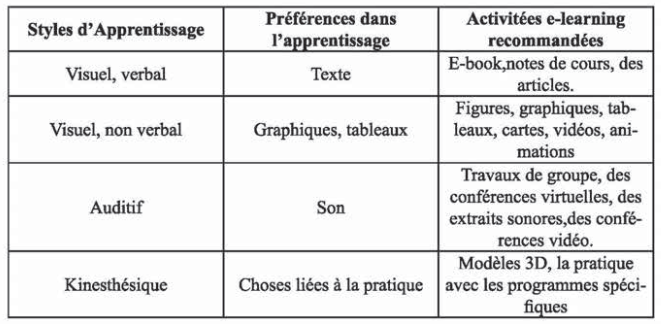 Styles d'Apprentissage
Préférences dans
l'apprentissage
Activitées e-learning
recommandées
Visuel, verbal
Texte
E-book,notes de cours, des
articles.
Visuel, non verbal
Graphiques, tableaux
Figures, graphiques, tab-
leaux, cartes, vidéos, ani-
mations
Auditif
Son
Travaux de groupe, des
conférences virtuelles, des
extraits sonores,des confé-
rences vidéo.
Kinesthésique
Choses liées à la pratique
Modèles 3D, la pratique
avec les programmes spéci-
fiques